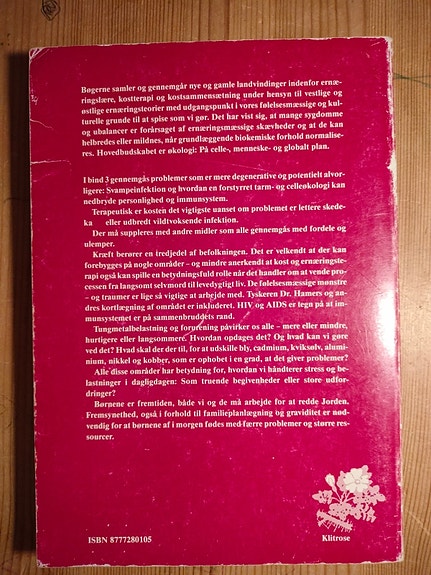 Bøgerne samler og gennemgår nye og gamle landvindinger indenfor ernæ-
ringslære, kostterapi og kostsammensætning under hensyn til vestlige og
østlige ernæringsteorier med udgangspunkt i vores følelsesmæssige og kul-
turelle grunde til at spise som vi gør. Det har vist sig, at mange sygdomme
og ubalancer er forårsaget af ernæringsmæssige skævheder og at de kan
helbredes eller mildnes, når grundlæggende biokemiske forhold normalise-
res. Hovedbudskabet er økologi: På celle-, menneske- og globalt plan.
I bind 3 gennemgås problemer som er mere degenerative og potentielt alvor-
ligere: Svampeinfektion og hvordan en forstyrret tarm- og celleøkologi kan
nedbryde personlighed og immunsystem.
Terapeutisk er kosten det vigtigste uanset om problemet er lettere skede-
ka eller udbredt vildtvoksende infektion.
Der må suppleres med andre midler som alle gennemgås med fordele og
ulemper.
Kræft berører en tredjedel af befolkningen. Det er velkendt at der kan
forebygges på nogle områder – og mindre anerkendt at kost og ernærings-
terapi også kan spille en betydningsfuld rolle når det handler om at vende pro-
cessen fra langsomt selvmord til levedygtigt liv. De følelsesmæssige mønstre
– og traumer er lige så vigtige at arbejde med. Tyskeren Dr. Hamers og an-
dres kortlægning af området er inkluderet. HIV og AIDS er tegn på at im-
munsystemet er på sammenbruddets rand.
Tungmetalbelastning og forurening påvirker os alle – mere eller mindre,
hurtigere eller langsommere. Hvordan opdages det? Og hvad kan vi gøre
ved det? Hvad skal der der til, for at udskille bly, cadmium, kviksølv, alumi-
nium, nikkel og kobber, som er ophobet i en grad, at det giver problemer?
Alle disse områder har betydning for, hvordan vi håndterer stress og be-
lastninger i dagligdagen: Som truende begivenheder eller store udfor-
dringer?
Børnene er fremtiden, både vi og de må arbejde for at redde Jorden.
Fremsynethed, også i forhold til familieplanlægning og graviditet er nød-
vendig for at børnene af i morgen fødes med færre problemer og større res-
sourcer.
ISBN 8777280105
Klitrose